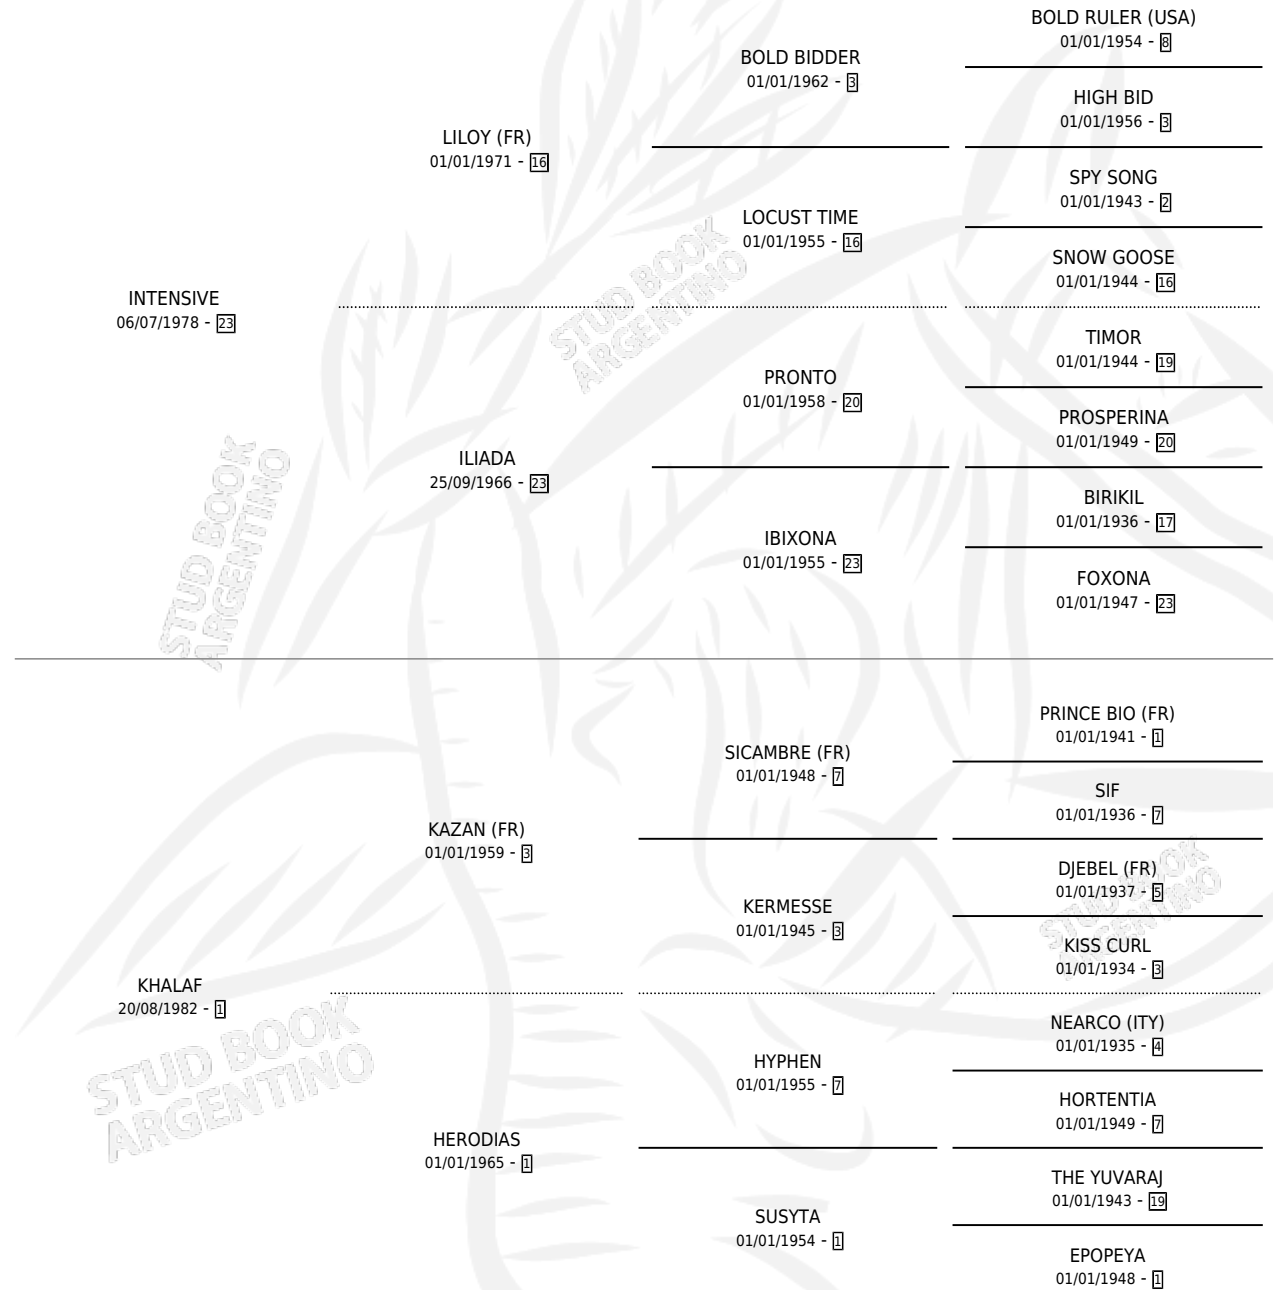 BOLD RULER (USA)
01/01/1954 - 8
BOLD BIDDER
01/01/1962 - 3
HIGH BID
01/01/1956 - 3
LILOY (FR)
01/01/1971 - 16
SPY SONG
01/01/1943 - 2
LOCUST TIME
01/01/1955 - 16
SNOW GOOSE
01/01/1944 - 16
INTENSIVE
06/07/1978 - 23
TIMOR
01/01/1944 - 19
PRONTO
01/01/1958 - 20
PROSPERINA
01/01/1949 - 20
ILIADA
25/09/1966 - 23
BIRIKIL
01/01/1936 - 17
IBIXONA
01/01/1955 - 23
FOXONA
01/01/1947 - 23
PRINCE BIO (FR)
01/01/1941 - 1
SICAMBRE (FR)
01/01/1948 - 7
SIF
01/01/1936 - 7
KAZAN (FR)
01/01/1959 - 3
DJEBEL (FR)
01/01/1937 - 5
KERMESSE
01/01/1945 - 3
KISS CURL
01/01/1934 - 3
KHALAF
20/08/1982 - 1
NEARCO (ITY)
01/01/1935 - 4
HYPHEN
01/01/1955 - 7
HORTENTIA
01/01/1949 - 7
HERODIAS
01/01/1965 - 1
THE YUVARAJ
01/01/1943 - 19
SUSYTA
01/01/1954 - 1
EPOPEYA
01/01/1948 - 1
STUD BOOK
ARGENTINO
STUD BOOK
ARGENTINO
STUD BOOK
ARGENTINO
STUD BOOK
ARGENTINO